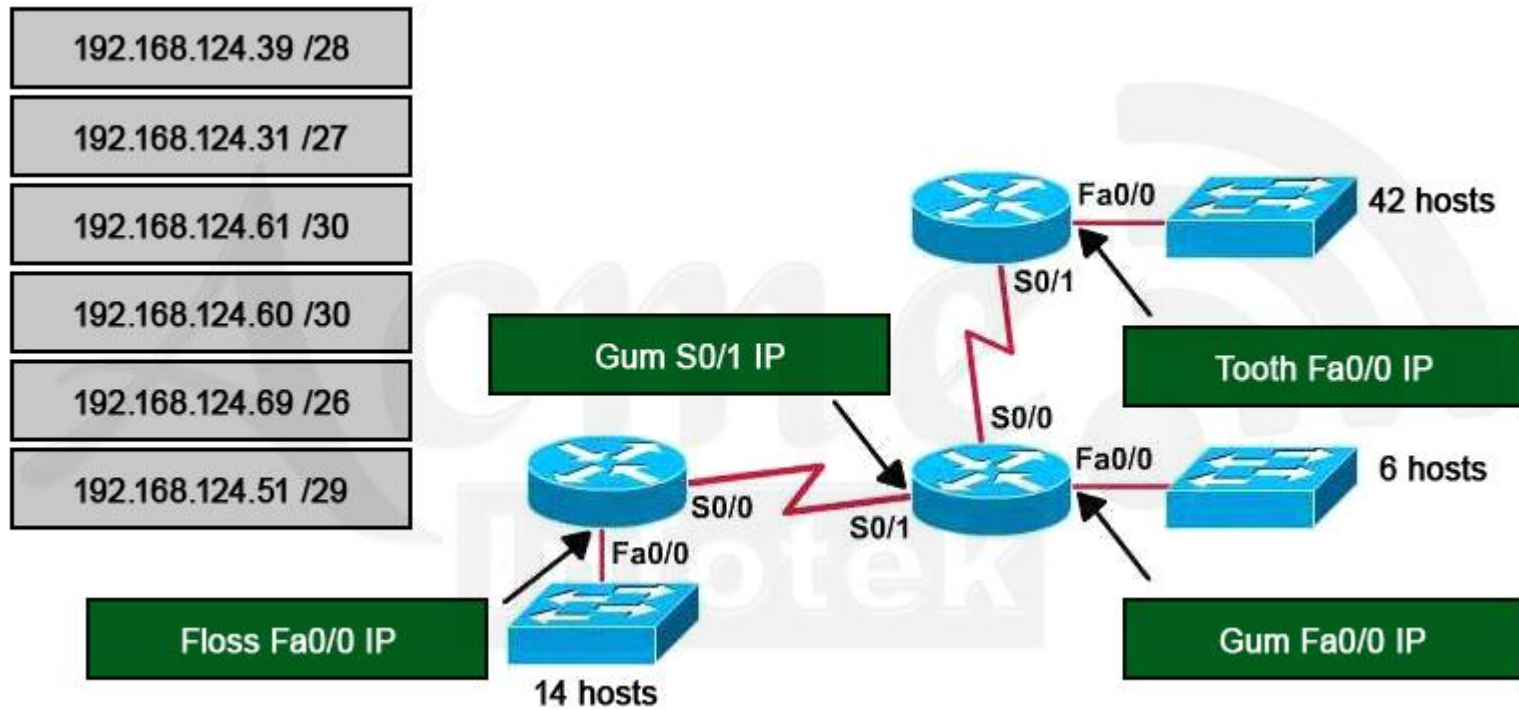 192.168.124.39 /28
192.168.124.31 /27
192.168.124.61 /30
192.168.124.60 /30
192.168.124.69 /26
192.168.124.51 /29
Fa0/0
42 hosts
S0/1
Gum S0/1 IP
Tooth Fa0/0 IP
S0/0
Fa0/0
6 hosts
S0/0
S0/1
Fa0/0
Floss Fa0/0 IP
Gum Fa0/0 IP
14 hosts
Acme
Infotek